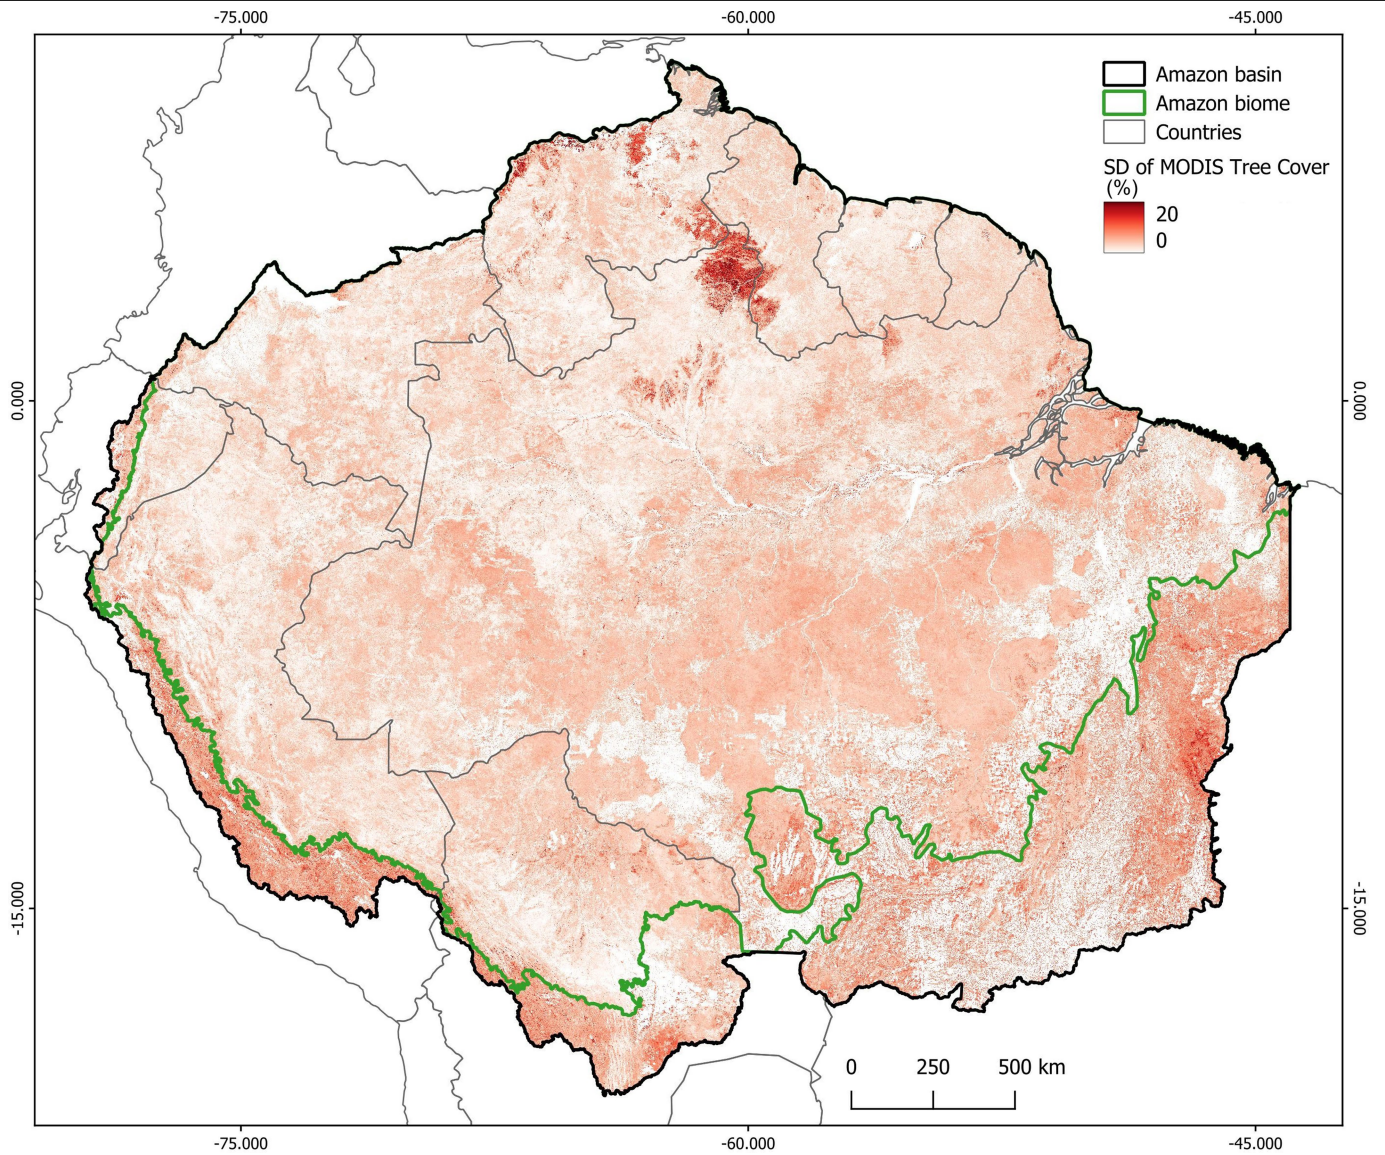 -75.000 -60.000 -45.000
Amazon basin
Amazon biome
Countries
SD of MODIS Tree Cover
(%)
20
0
0.000 0.000
-15.000 -15.000
0 250 500 km
-75.000 -60.000 -45.000